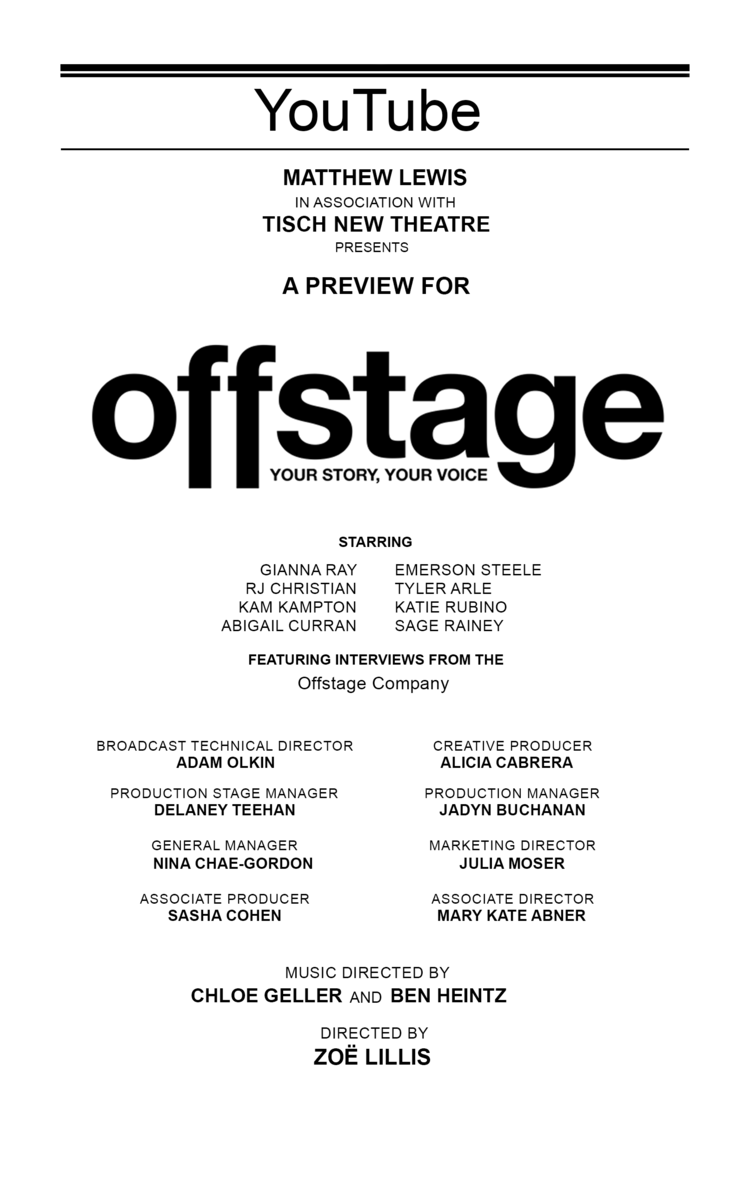 YouTube
MATTHEW LEWIS
IN ASSOCIATION WITH
TISCH NEW THEATRE
PRESENTS
A PREVIEW FOR
offstage
YOUR STORY, YOUR VOICE
STARRING
GIANNA RAY EMERSON STEELE
RJ CHRISTIAN TYLER ARLE
KAM KAMPTON KATIE RUBINO
ABIGAIL CURRAN SAGE RAINEY
FEATURING INTERVIEWS FROM THE
Offstage Company
BROADCAST TECHNICAL DIRECTOR CREATIVE PRODUCER
ADAM OLKIN ALICIA CABRERA
PRODUCTION STAGE MANAGER PRODUCTION MANAGER
DELANEY TEEHAN JADYN BUCHANAN
GENERAL MANAGER MARKETING DIRECTOR
NINA CHAE-GORDON JULIA MOSER
ASSOCIATE PRODUCER ASSOCIATE DIRECTOR
SASHA COHEN MARY KATE ABNER
MUSIC DIRECTED BY
CHLOE GELLER AND BEN HEINTZ
DIRECTED BY
ZOË LILLIS